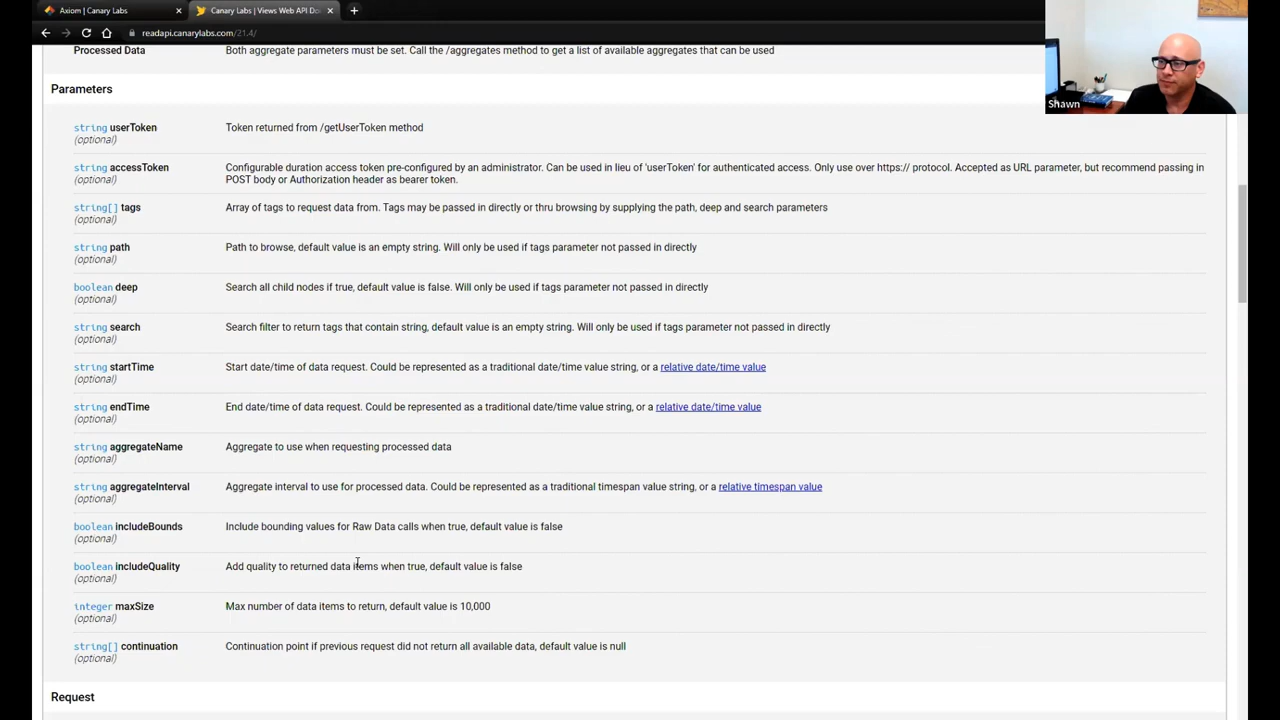 Axiom | Canary Labs
Canary Labs | Views Web API Do
readapi.canarylabs.com/21.4/
Shawn
Processed Data Both aggregate parameters must be set. Call the /aggregates method to get a list of available aggregates that can be used
Parameters
string userToken Token returned from /getUserToken method
(optional)
string accessToken Configurable duration access token pre-configured by an administrator. Can be used in lieu of 'userToken' for authenticated access. Only use over https:// protocol. Accepted as URL parameter, but recommend passing in
(optional) POST body or Authorization header as bearer token.
string[] tags Array of tags to request data from. Tags may be passed in directly or thru browsing by supplying the path, deep and search parameters
(optional)
string path Path to browse, default value is an empty string. Will only be used if tags parameter not passed in directly
(optional)
boolean deep Search all child nodes if true, default value is false. Will only be used if tags parameter not passed in directly
(optional)
string search Search filter to return tags that contain string, default value is an empty string. Will only be used if tags parameter not passed in directly
(optional)
string startTime Start date/time of data request. Could be represented as a traditional date/time value string, or a relative date/time value
(optional)
string endTime End date/time of data request. Could be represented as a traditional date/time value string, or a relative date/time value
(optional)
string aggregateName Aggregate to use when requesting processed data
(optional)
string aggregateInterval Aggregate interval to use for processed data. Could be represented as a traditional timespan value string, or a relative timespan value
(optional)
boolean includeBounds Include bounding values for Raw Data calls when true, default value is false
(optional)
boolean includeQuality Add quality to returned data items when true, default value is false
(optional)
integer maxSize Max number of data items to return, default value is 10,000
(optional)
string[] continuation Continuation point if previous request did not return all available data, default value is null
(optional)
Request